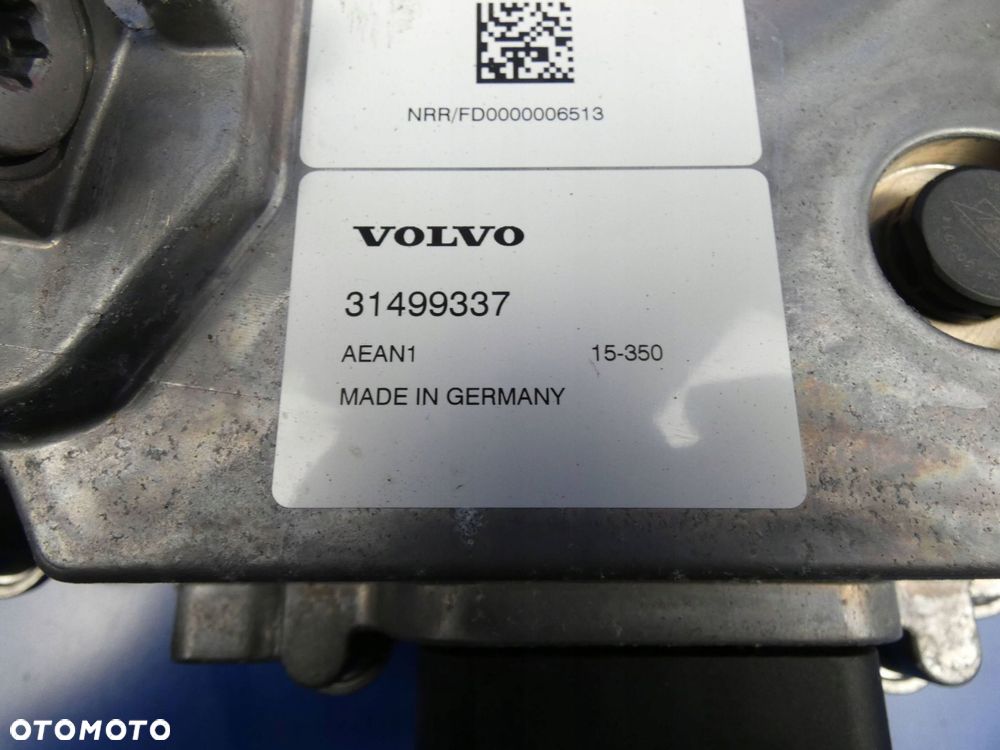 NRR/FD0000006513
VOLVO
31499337
AEAN1 15-350
MADE IN GERMANY
OTOMOTO